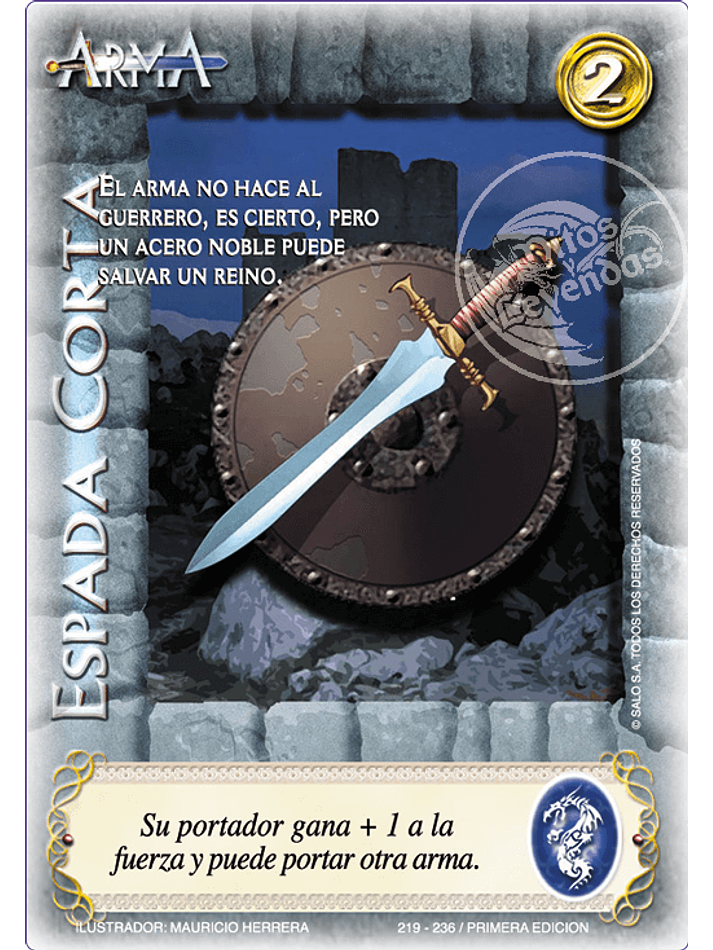 ARMA
2
ESPADA CORTA
EL ARMA NO HACE AL
GUERRERO, ES CIERTO, PERO
UN ACERO NOBLE PUEDE
SALVAR UN REINO.
Mitos
y
Leyendas
© SALO S.A. TODOS LOS DERECHOS RESERVADOS
Su portador gana + 1 a la
fuerza y puede portar otra arma.
ILUSTRADOR: MAURICIO HERRERA
219 - 236 / PRIMERA EDICION